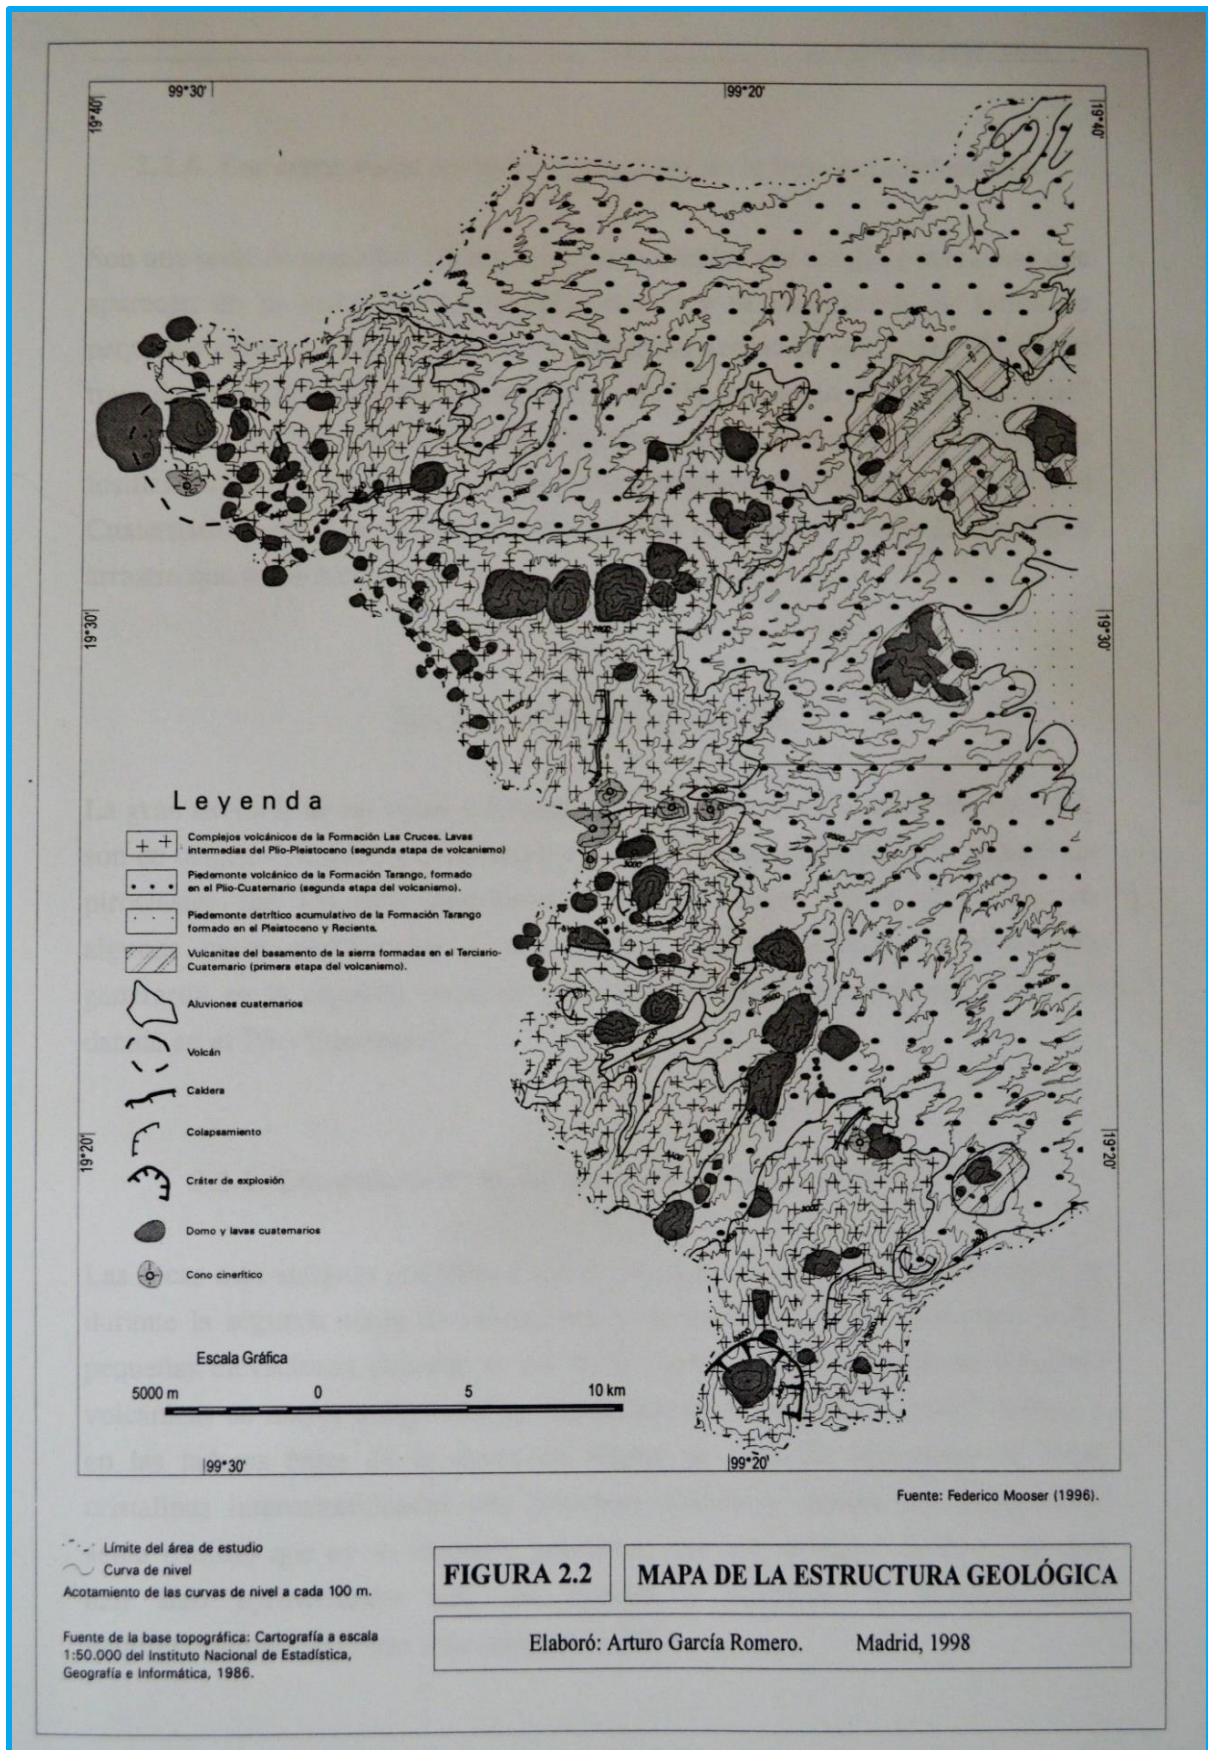 99°30'
99°20'
19°40'
19°40'
19°30'
19°30'
Leyenda
Complejos volcánicos de la Formación Las Cruces. Lavas
intermedias del Plio-Pleistoceno (segunda etapa de volcanismo)
Piedemonte volcánico de la Formación Tarango, formado
en el Plio-Cuaternario (segunda etapa del volcanismo).
Piedemonte detrítico acumulativo de la Formación Tarango
formado en el Pleistoceno y Reciente.
Vulcanitas del basamento de la sierra formadas en el Terciario-
Cuaternario (primera etapa del volcanismo).
Aluviones cuaternarios
Volcán
Caldera
Colapsamiento
Cráter de explosión
Domo y lavas cuaternarios
Cono cinerítico
19°20'
19°20'
Escala Gráfica
5000 m 0 5 10 km
99°30'
99°20'
Fuente: Federico Mooser (1996).
Límite del área de estudio
Curva de nivel
Acotamiento de las curvas de nivel a cada 100 m.
Fuente de la base topográfica: Cartografía a escala
1:50.000 del Instituto Nacional de Estadística,
Geografía e Informática, 1986.
FIGURA 2.2
MAPA DE LA ESTRUCTURA GEOLÓGICA
Elaboró: Arturo García Romero. Madrid, 1998